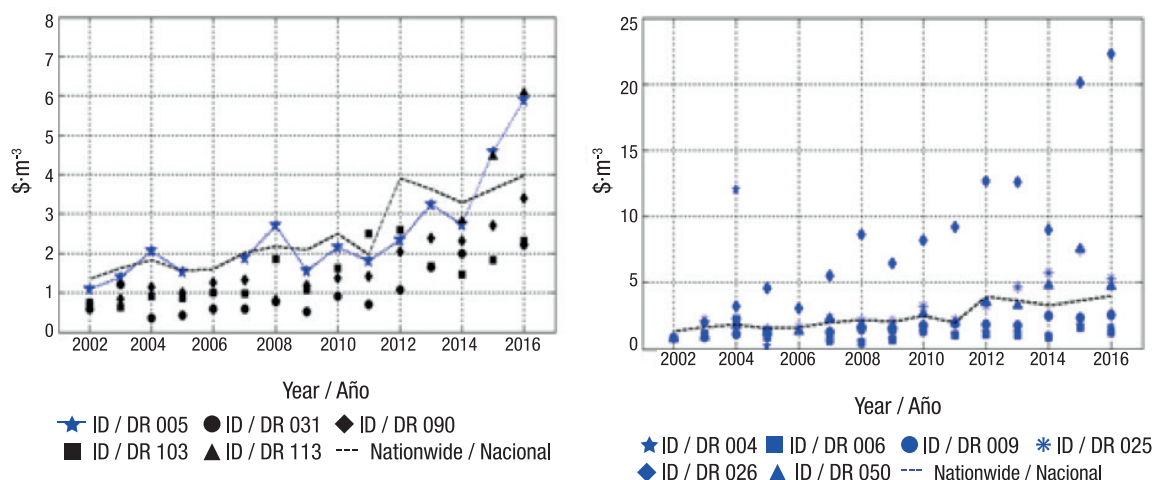 8
7
6
5
4
3
2
1
0
$·m-3
2002 2004 2006 2008 2010 2012 2014 2016
Year / Año
ID / DR 005 ID / DR 031 ID / DR 090
ID / DR 103 ID / DR 113 Nationwide / Nacional
25
20
15
10
5
0
$·m-3
2002 2004 2006 2008 2010 2012 2014 2016
Year / Año
ID / DR 004 ID / DR 006 ID / DR 009 ID / DR 025
ID / DR 026 ID / DR 050 Nationwide / Nacional